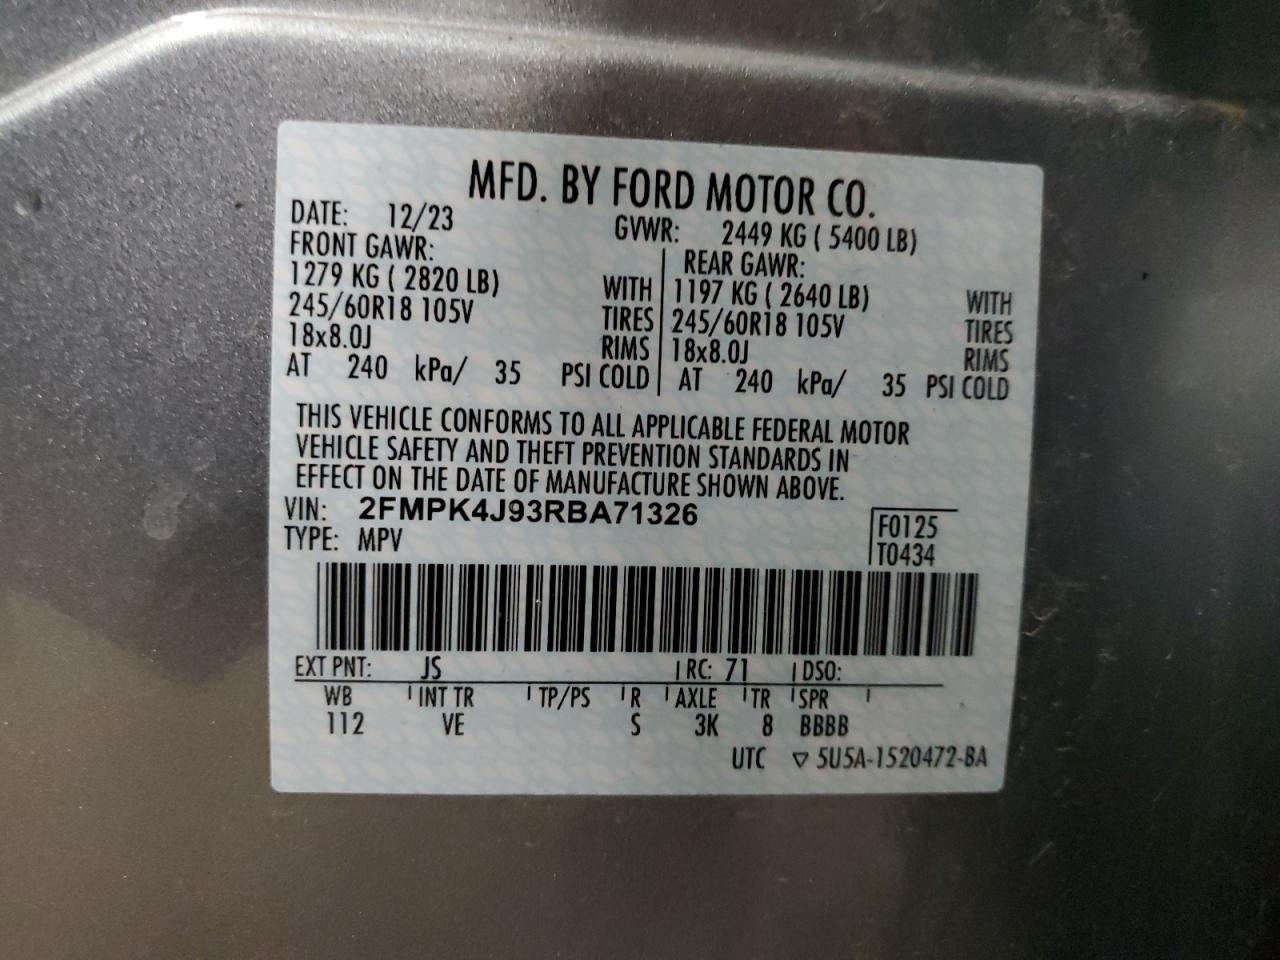 MFD. BY FORD MOTOR CO.
DATE: 12/23 GVWR: 2449 KG ( 5400 LB)
FRONT GAWR: REAR GAWR:
1279 KG ( 2820 LB) WITH 1197 KG ( 2640 LB) WITH
245/60R18 105V TIRES 245/60R18 105V TIRES
18x8.0J RIMS 18x8.0J RIMS
AT 240 kPa/ 35 PSI COLD AT 240 kPa/ 35 PSI COLD
THIS VEHICLE CONFORMS TO ALL APPLICABLE FEDERAL MOTOR
VEHICLE SAFETY AND THEFT PREVENTION STANDARDS IN
EFFECT ON THE DATE OF MANUFACTURE SHOWN ABOVE.
VIN: 2FMPK4J93RBA71326 F0125
TYPE: MPV T0434
EXT PNT: JS RC: 71 DSO:
WB INT TR TP/PS R AXLE TR SPR
112 VE S 3K 8 BBBB
UTC ▽ 5U5A-1520472-BA